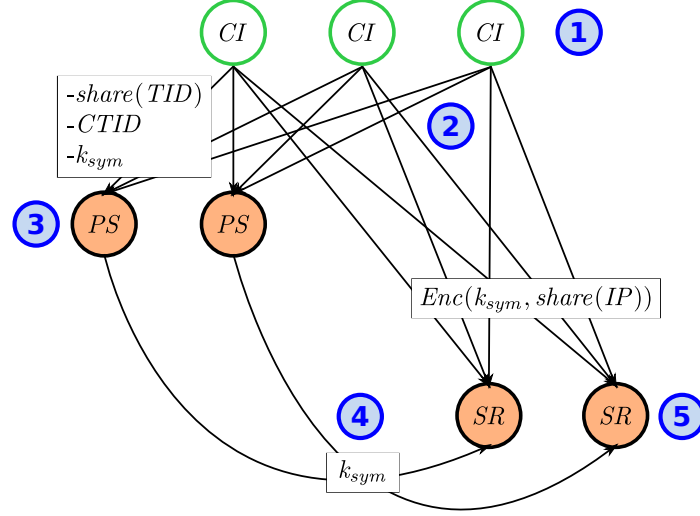 CI CI CI 1
-share(TID)
-CTID
-k_sym
2
3 PS PS
Enc(k_sym, share(IP))
4 SR SR 5
k_sym